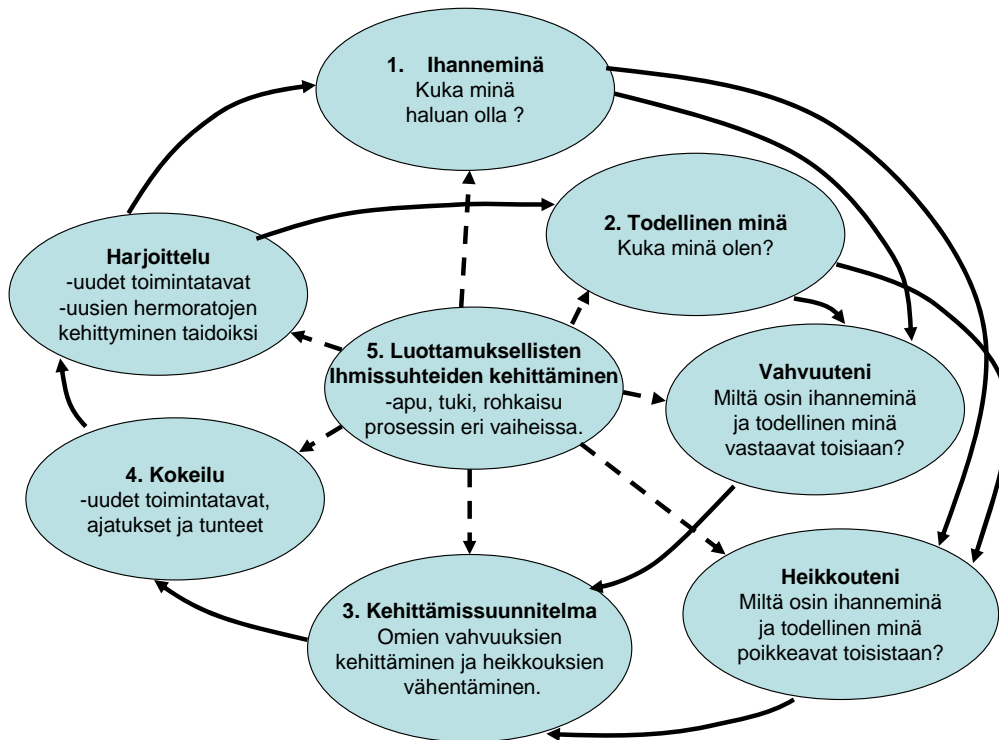 1. Ihanneminä
Kuka minä
haluan olla ?
2. Todellinen minä
Kuka minä olen?
Harjoittelu
-uudet toimintatavat
-uusien hermoratojen
kehittyminen taidoiksi
5. Luottamuksellisten
Ihmissuhteiden kehittäminen
-apu, tuki, rohkaisu
prosessin eri vaiheissa.
Vahvuuteni
Miltä osin ihanneminä
ja todellinen minä
vastaavat toisiaan?
4. Kokeilu
-uudet toimintatavat,
ajatukset ja tunteet
Heikkouteni
Miltä osin ihanneminä
ja todellinen minä
poikkeavat toisistaan?
3. Kehittämissuunnitelma
Omien vahvuuksien
kehittäminen ja heikkouksien
vähentäminen.